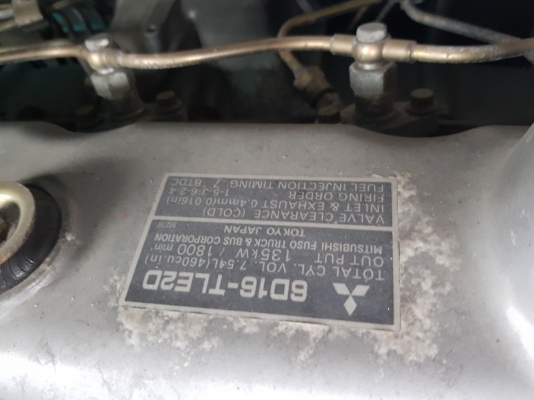 6D16-TLE2D
TOTAL CYL. VOL. 7.54L(460cu.in)
OUTPUT 135kW / 1800 min⁻¹
MITSUBISHI FUSO TRUCK & BUS CORPORATION
TOKYO JAPAN
VALVE CLEARANCE (COLD)
INLET & EXHAUST 0.4mm(0.016in)
FIRING ORDER 1-5-3-6-2-4
FUEL INJECTION TIMING 7° BTDC